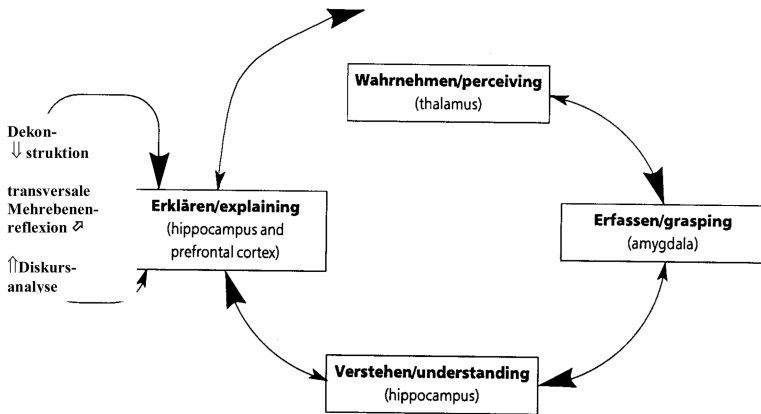 Wahrnehmen/perceiving
(thalamus)
Dekon-
⇓ struktion
transversale
Mehrebenen-
reflexion ⬀
⇑Diskurs-
analyse
Erklären/explaining
(hippocampus and
prefrontal cortex)
Erfassen/grasping
(amygdala)
Verstehen/understanding
(hippocampus)